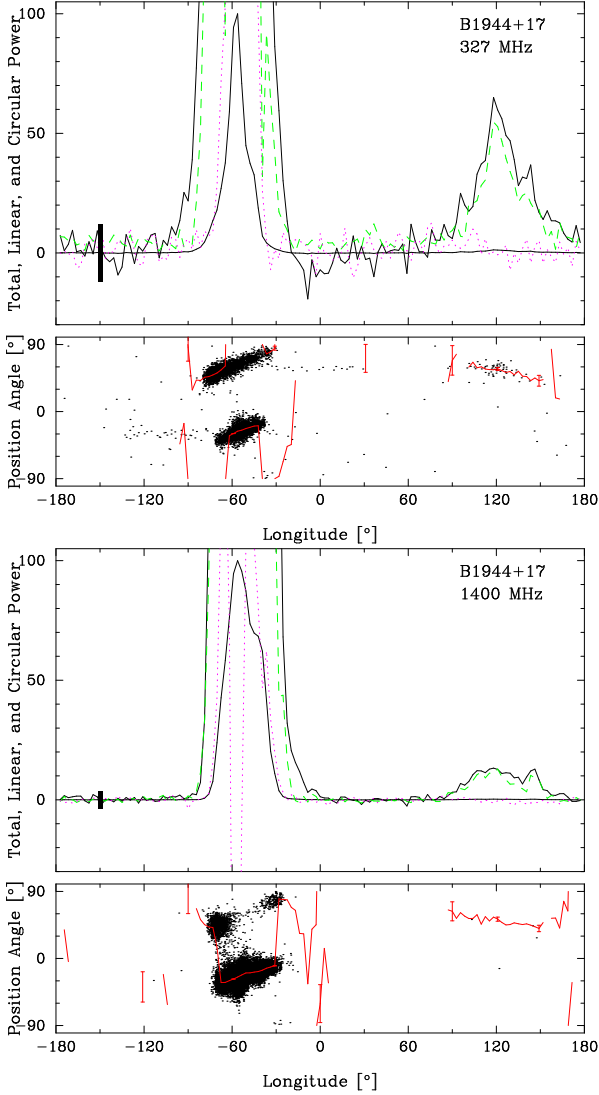 B1944+17
327 MHz
Total, Linear, and Circular Power
100
50
0
Position Angle [°]
90
0
−90
−180 −120 −60 0 60 120 180
Longitude [°]
B1944+17
1400 MHz
Total, Linear, and Circular Power
100
50
0
Position Angle [°]
90
0
−90
−180 −120 −60 0 60 120 180
Longitude [°]